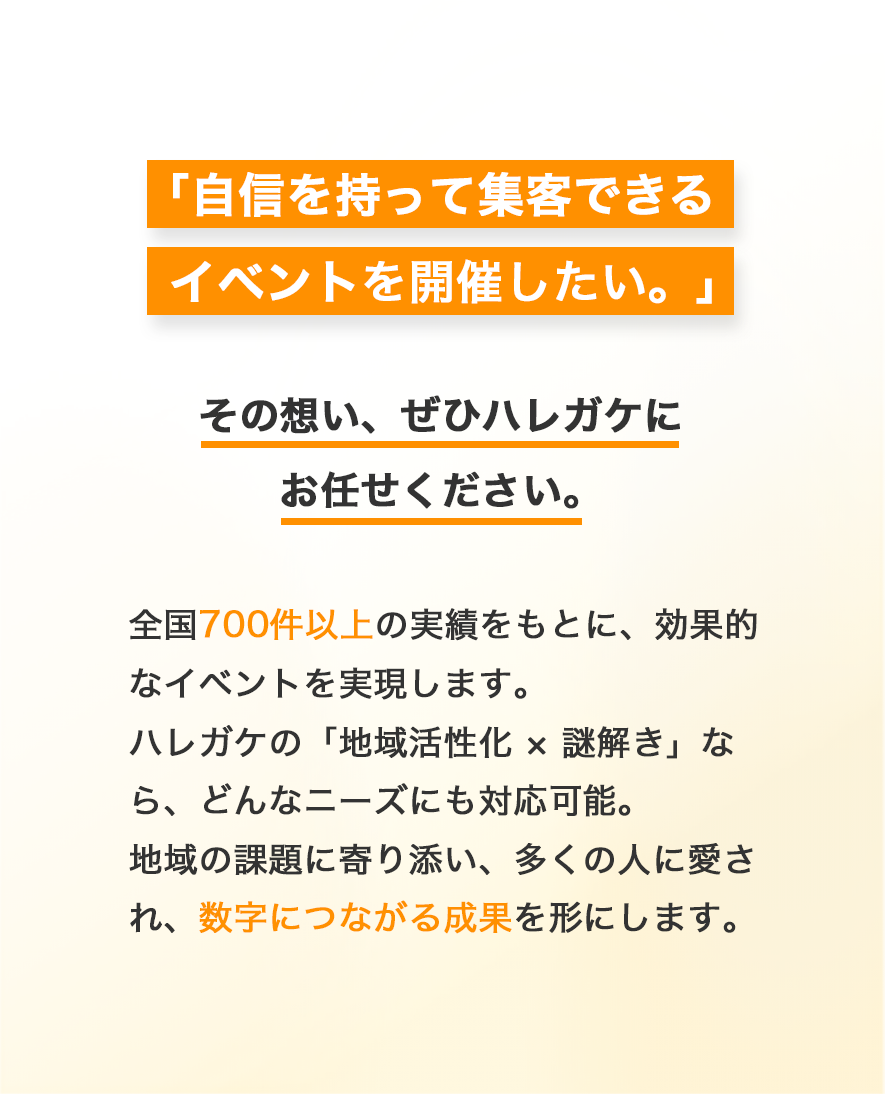 「自信を持って集客できる
イベントを開催したい。」
その想い、ぜひハレガケに
お任せください。
全国700件以上の実績をもとに、効果的
なイベントを実現します。
ハレガケの「地域活性化 × 謎解き」な
ら、どんなニーズにも対応可能。
地域の課題に寄り添い、多くの人に愛さ
れ、数字につながる成果を形にします。